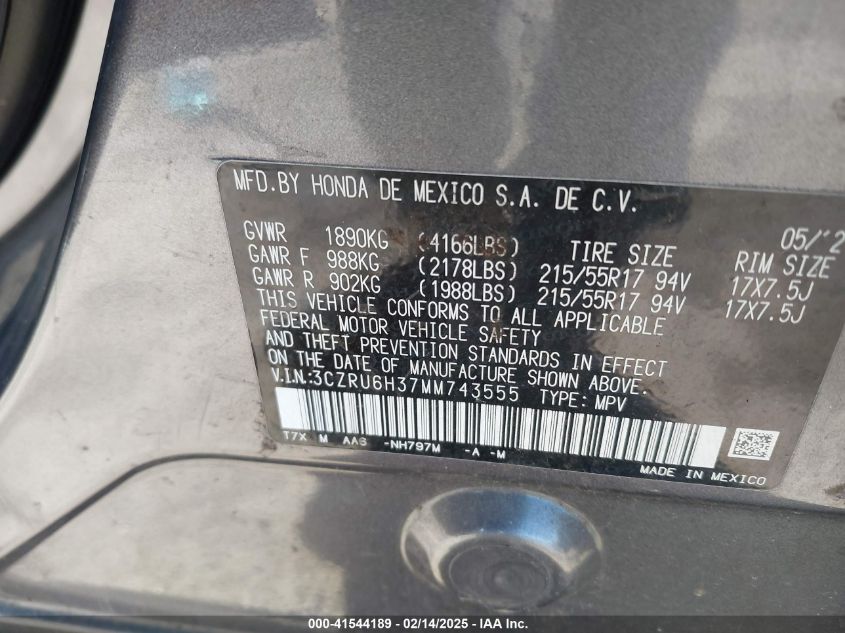 MFD.BY HONDA DE MEXICO S.A. DE C.V.
05/'2
GVWR 1890KG (4166LBS) TIRE SIZE RIM SIZE
GAWR F 988KG (2178LBS) 215/55R17 94V 17X7.5J
GAWR R 902KG (1988LBS) 215/55R17 94V 17X7.5J
THIS VEHICLE CONFORMS TO ALL APPLICABLE
FEDERAL MOTOR VEHICLE SAFETY
AND THEFT PREVENTION STANDARDS IN EFFECT
ON THE DATE OF MANUFACTURE SHOWN ABOVE.
V.I.N:3CZRU6H37MM743555 TYPE: MPV
T7X M AAS -NH797M -A -M
MADE IN MEXICO
000-41544189 - 02/14/2025 - IAA Inc.